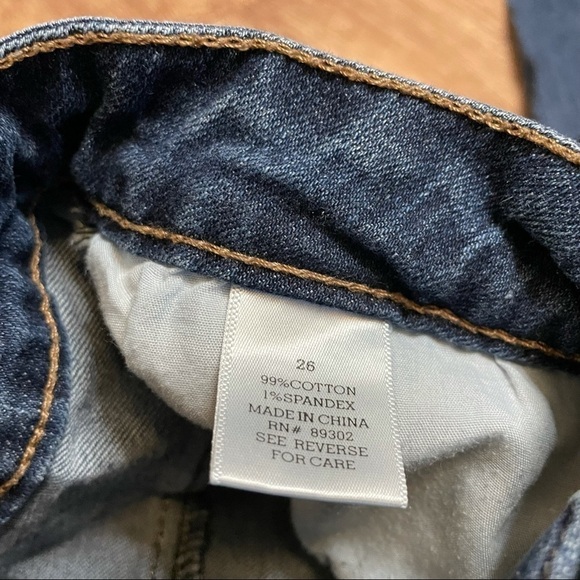 26
99%COTTON
1%SPANDEX
MADE IN CHINA
RN# 89302
SEE REVERSE
FOR CARE